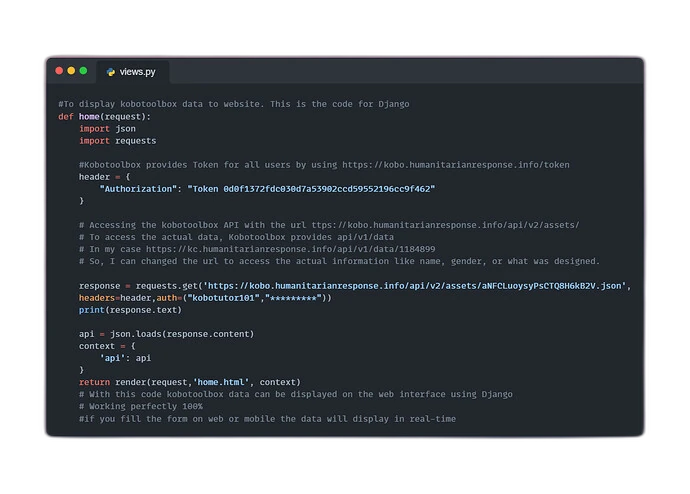 views.py
#To display kobotoolbox data to website. This is the code for Django
def home(request):
    import json
    import requests
    #Kobotoolbox provides Token for all users by using https://kobo.humanitarianresponse.info/token
    header = {
        "Authorization": "Token 0d0f1372fdc030d7a53902ccd59552196cc9f462"
    }
    # Accessing the kobotoolbox API with the url ttps://kobo.humanitarianresponse.info/api/v2/assets/
    # To access the actual data, Kobotoolbox provides api/v1/data
    # In my case https://kc.humanitarianresponse.info/api/v1/data/1184899
    # So, I can changed the url to access the actual information like name, gender, or what was designed.
    response = requests.get('https://kobo.humanitarianresponse.info/api/v2/assets/aNFCLuoysyPsCTQ8H6kB2V.json',
    headers=header,auth=("kobotutor101","*********"))
    print(response.text)
    api = json.loads(response.content)
    context = {
        'api': api
    }
    return render(request,'home.html', context)
    # With this code kobotoolbox data can be displayed on the web interface using Django
    # Working perfectly 100%
    #if you fill the form on web or mobile the data will display in real-time